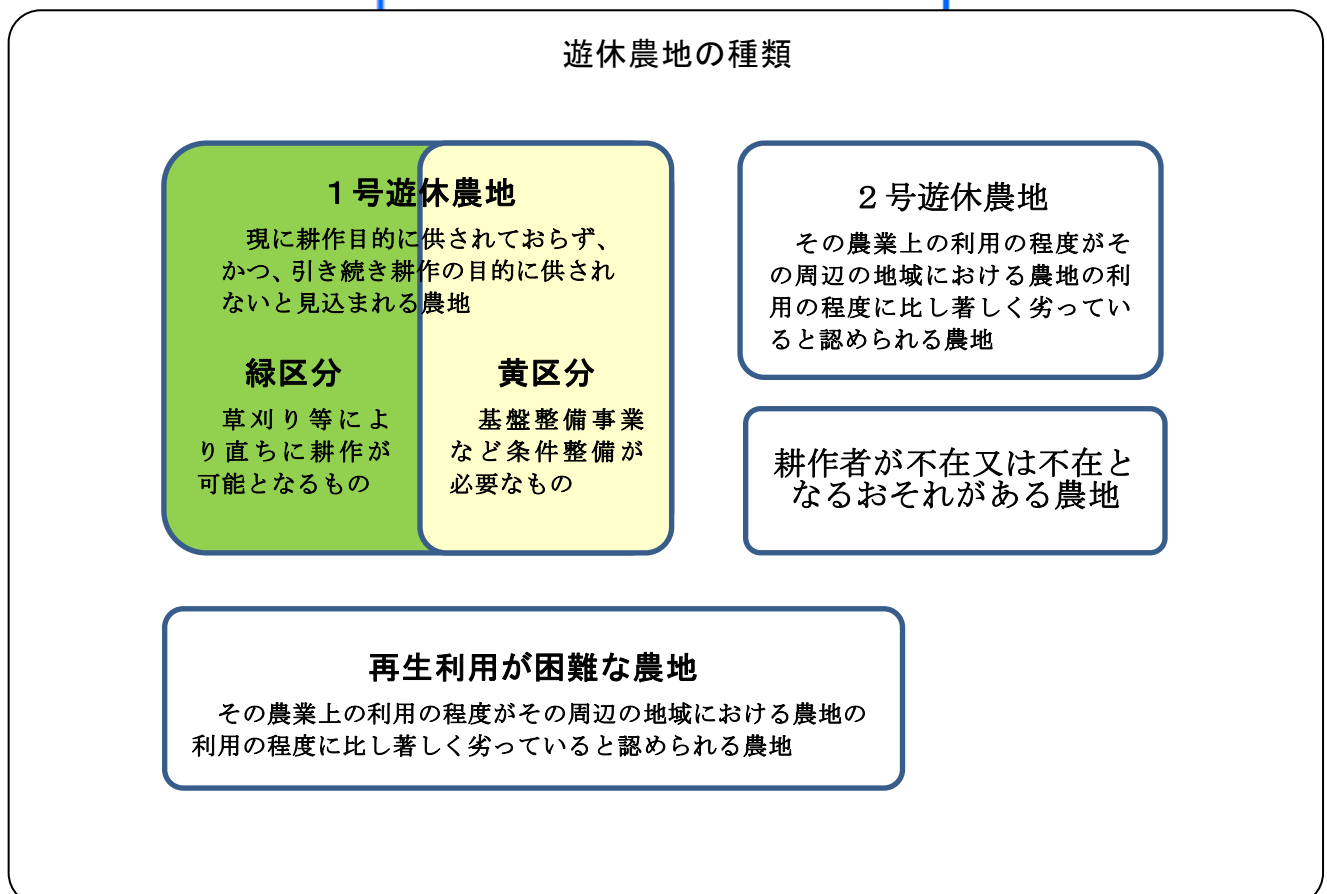 遊休農地の種類
１号遊休農地
現に耕作目的に供されておらず、
かつ、引き続き耕作の目的に供され
ないと見込まれる農地
緑区分
草刈り等によ
り直ちに耕作が
可能となるもの
黄区分
基盤整備事業
など条件整備が
必要なもの
２号遊休農地
その農業上の利用の程度がそ
の周辺の地域における農地の利
用の程度に比し著しく劣ってい
ると認められる農地
耕作者が不在又は不在と
なるおそれがある農地
再生利用が困難な農地
その農業上の利用の程度がその周辺の地域における農地の
利用の程度に比し著しく劣っていると認められる農地